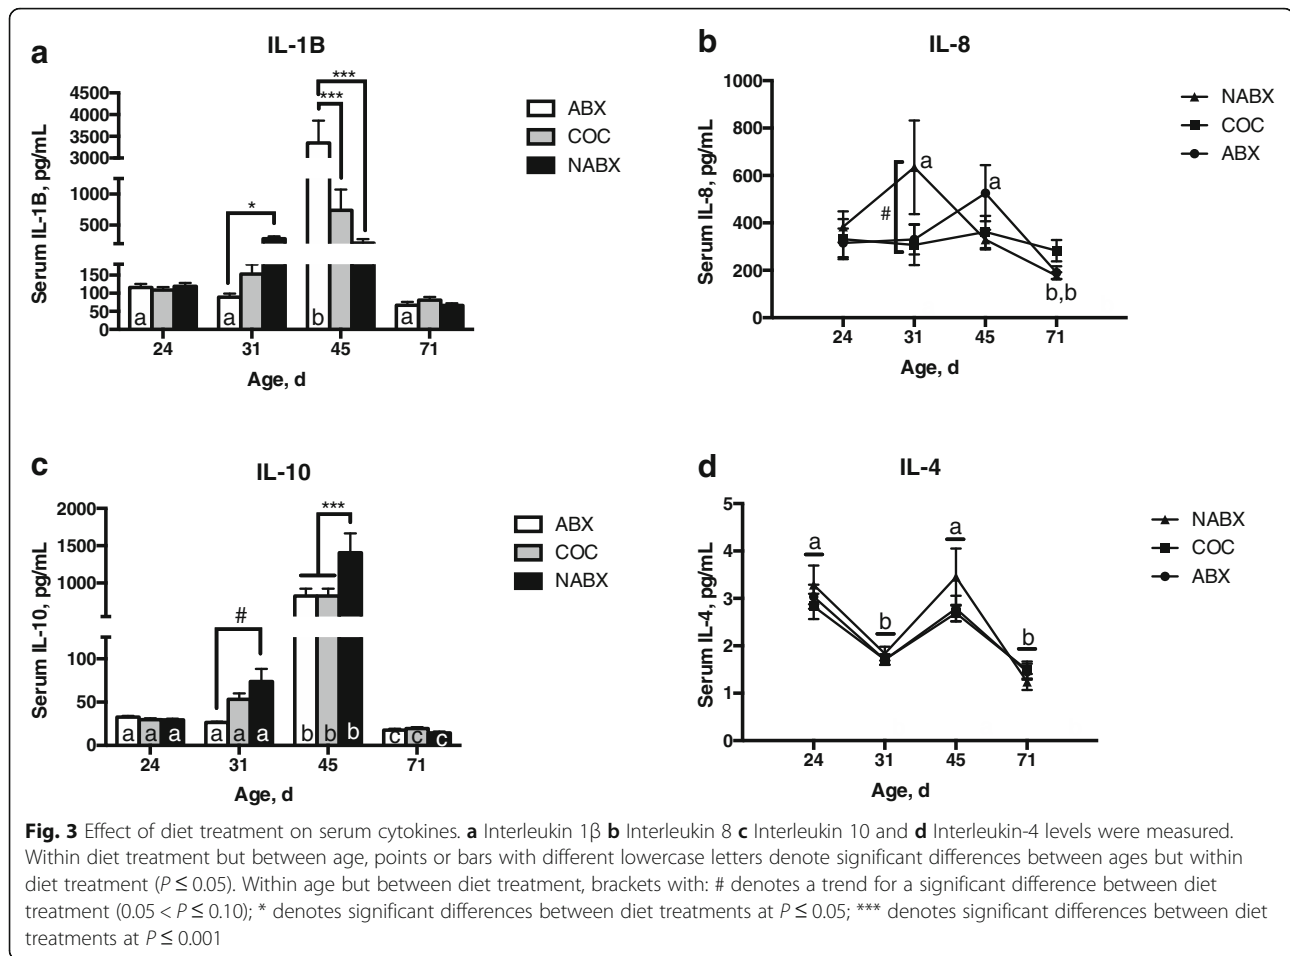 a
IL-1B
Serum IL-1B, pg/mL
4500
4000
3500
3000
1000
500
150
100
50
0
***
***
*
a
a
b
a
24 31 45 71
Age, d
ABX
COC
NABX
b
IL-8
Serum IL-8, pg/mL
1000
800
600
400
200
0
#
a
a
b,b
24 31 45 71
Age, d
NABX
COC
ABX
c
IL-10
Serum IL-10, pg/mL
2000
1500
1000
100
50
0
***
#
a a a a a a b b b c c c
24 31 45 71
Age, d
ABX
COC
NABX
d
IL-4
Serum IL-4, pg/mL
5
4
3
2
1
0
a
b
a
b
24 31 45 71
Age, d
NABX
COC
ABX
Fig. 3 Effect of diet treatment on serum cytokines. a Interleukin 1β b Interleukin 8 c Interleukin 10 and d Interleukin-4 levels were measured.
Within diet treatment but between age, points or bars with different lowercase letters denote significant differences between ages but within
diet treatment (P ≤ 0.05). Within age but between diet treatment, brackets with: # denotes a trend for a significant difference between diet
treatment (0.05 < P ≤ 0.10); * denotes significant differences between diet treatments at P ≤ 0.05; *** denotes significant differences between diet
treatments at P ≤ 0.001